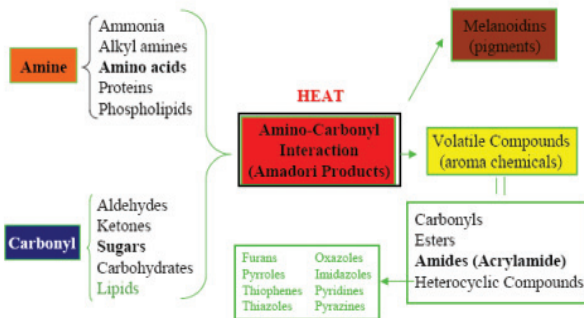 Amine
Ammonia
Alkyl amines
Amino acids
Proteins
Phospholipids
Carbonyl
Aldehydes
Ketones
Sugars
Carbohydrates
Lipids
HEAT
Amino-Carbonyl
Interaction
(Amadori Products)
Melanoidins
(pigments)
Volatile Compounds
(aroma chemicals)
Carbonyls
Esters
Amides (Acrylamide)
Heterocyclic Compounds
Furans Oxazoles
Pyrroles Imidazoles
Thiophenes Pyridines
Thiazoles Pyrazines